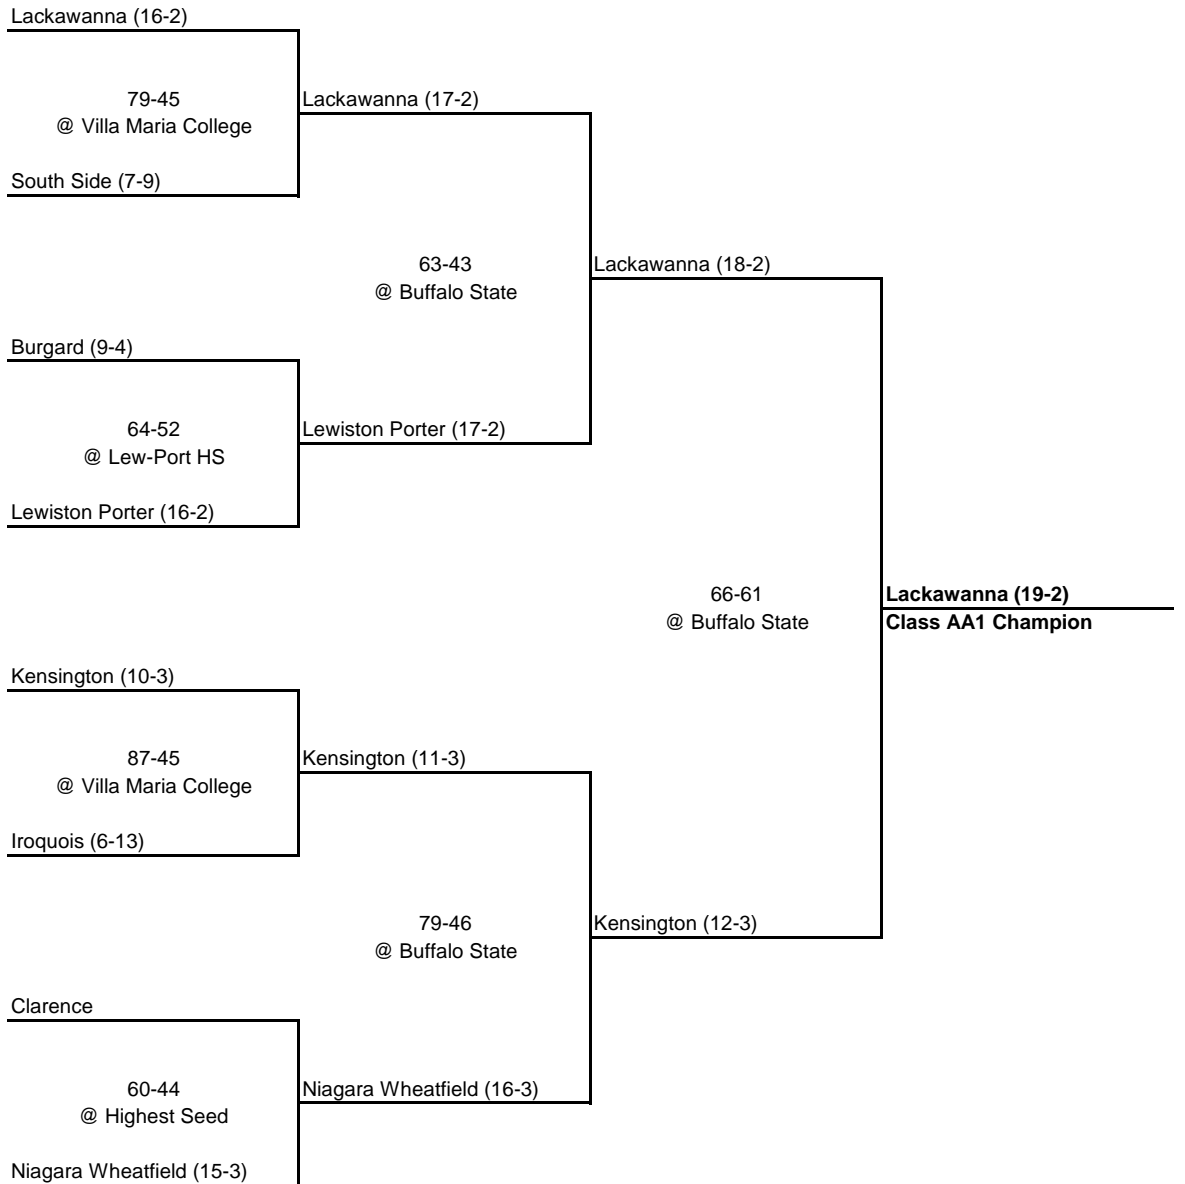 Lackawanna (16-2)
79-45
@ Villa Maria College
Lackawanna (17-2)
South Side (7-9)
63-43
@ Buffalo State
Lackawanna (18-2)
Burgard (9-4)
64-52
@ Lew-Port HS
Lewiston Porter (17-2)
Lewiston Porter (16-2)
66-61
@ Buffalo State
Lackawanna (19-2)
Class AA1 Champion
Kensington (10-3)
87-45
@ Villa Maria College
Kensington (11-3)
Iroquois (6-13)
79-46
@ Buffalo State
Kensington (12-3)
Clarence
60-44
@ Highest Seed
Niagara Wheatfield (16-3)
Niagara Wheatfield (15-3)